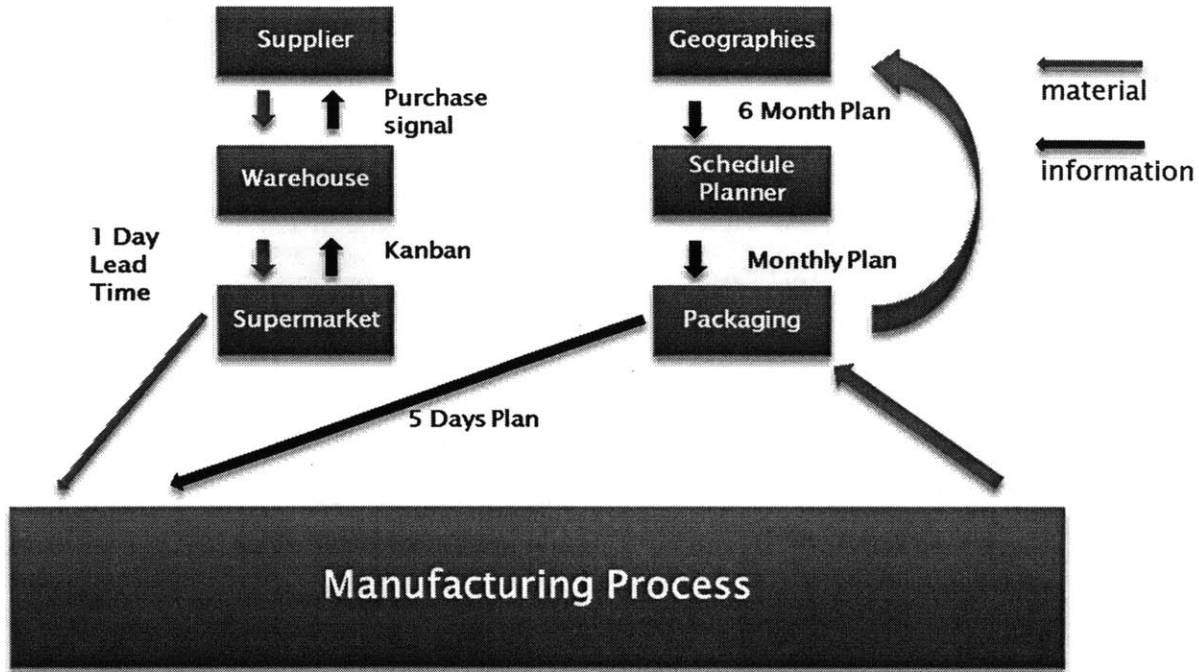 Supplier
Purchase
signal
Warehouse
1 Day
Lead
Time
Kanban
Supermarket
Geographies
6 Month Plan
Schedule
Planner
Monthly Plan
Packaging
material
information
5 Days Plan
Manufacturing Process